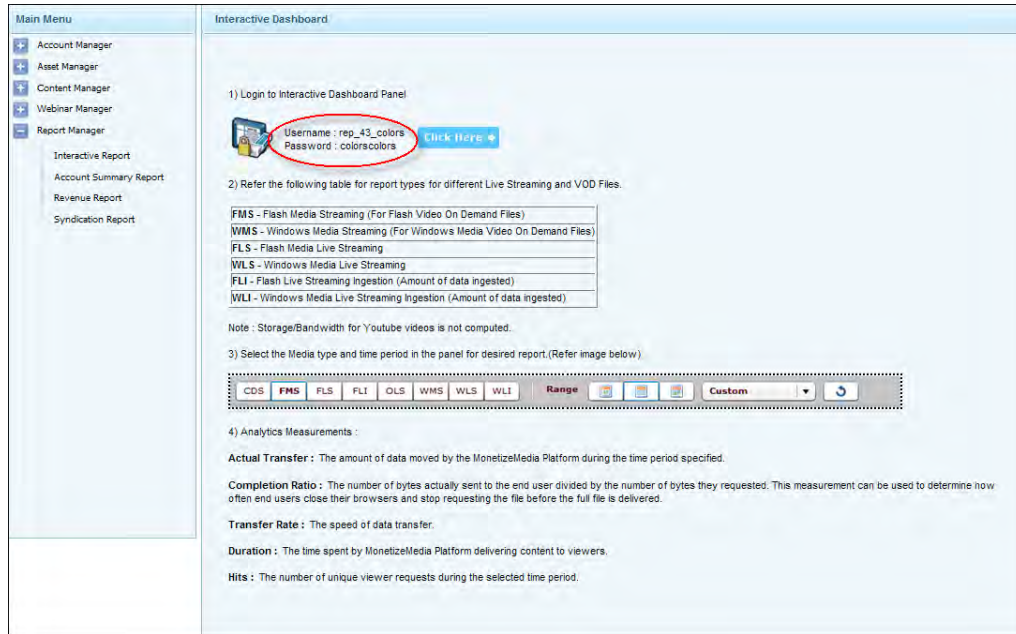 Main Menu
Account Manager
Asset Manager
Content Manager
Webinar Manager
Report Manager
Interactive Report
Account Summary Report
Revenue Report
Syndication Report
Interactive Dashboard
1) Login to Interactive Dashboard Panel
Username : rep_43_colors
Password : colorscolors
Click Here
2) Refer the following table for report types for different Live Streaming and VOD Files.
FMS - Flash Media Streaming (For Flash Video On Demand Files)
WMS - Windows Media Streaming (For Windows Media Video On Demand Files)
FLS - Flash Media Live Streaming
WLS - Windows Media Live Streaming
FLI - Flash Live Streaming Ingestion (Amount of data ingested)
WLI - Windows Media Live Streaming Ingestion (Amount of data ingested)
Note : Storage/Bandwidth for Youtube videos is not computed.
3) Select the Media type and time period in the panel for desired report.(Refer image below)
CDS FMS FLS FLI OLS WMS WLS WLI Range Custom
4) Analytics Measurements :
Actual Transfer : The amount of data moved by the MonetizeMedia Platform during the time period specified.
Completion Ratio : The number of bytes actually sent to the end user divided by the number of bytes they requested. This measurement can be used to determine how
often end users close their browsers and stop requesting the file before the full file is delivered.
Transfer Rate : The speed of data transfer.
Duration : The time spent by MonetizeMedia Platform delivering content to viewers.
Hits : The number of unique viewer requests during the selected time period.